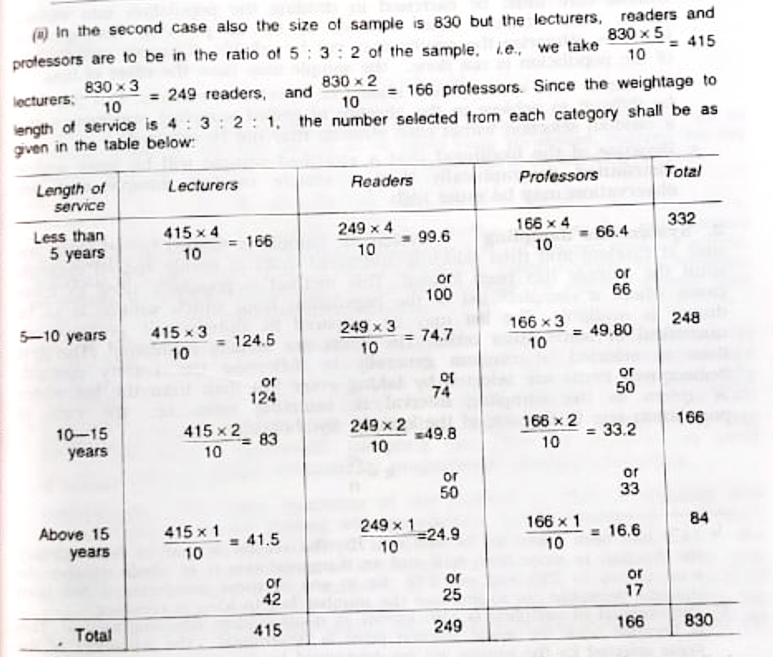 (ii) In the second case also the size of sample is 830 but the lecturers, readers and
professors are to be in the ratio of 5 : 3 : 2 of the sample, i.e., we take 830 × 5 / 10 = 415
lecturers; 830 × 3 / 10 = 249 readers, and 830 × 2 / 10 = 166 professors. Since the weightage to
length of service is 4 : 3 : 2 : 1, the number selected from each category shall be as
given in the table below:
Length of service Lecturers Readers Professors Total
Less than 5 years 415 × 4 / 10 = 166 249 × 4 / 10 = 99.6 166 × 4 / 10 = 66.4 332
or or
100 66
5—10 years 415 × 3 / 10 = 124.5 249 × 3 / 10 = 74.7 166 × 3 / 10 = 49.80 248
or or or
124 74 50
10—15 years 415 × 2 / 10 = 83 249 × 2 / 10 =49.8 166 × 2 / 10 = 33.2 166
or or
50 33
Above 15 years 415 × 1 / 10 = 41.5 249 × 1 / 10 =24.9 166 × 1 / 10 = 16.6 84
or or or
42 25 17
Total 415 249 166 830